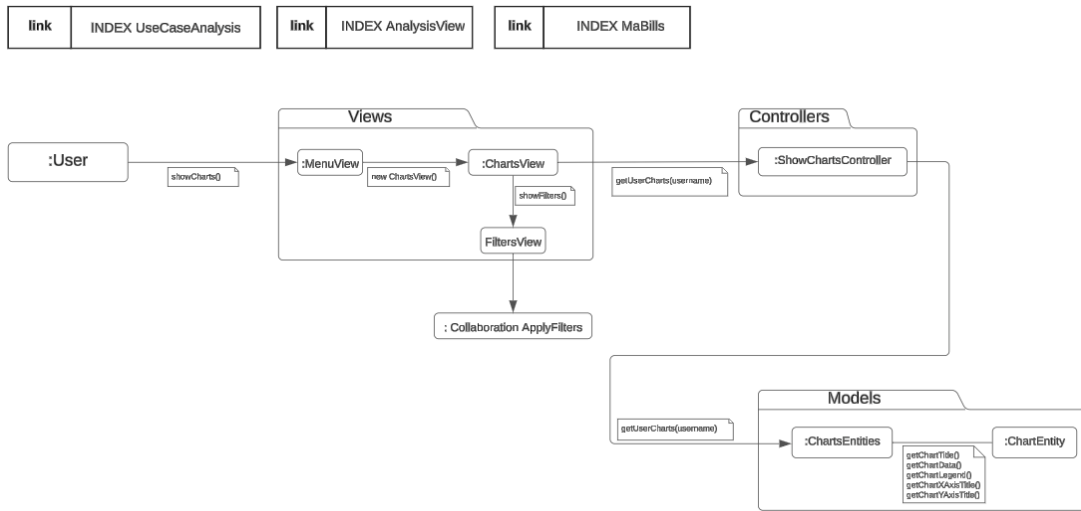 link
INDEX UseCaseAnalysis
link
INDEX AnalysisView
link
INDEX MaBills
Views
Controllers
:User
showCharts()
:MenuView
new ChartsView()
:ChartsView
getUserCharts(username)
:ShowChartsController
showFilters()
FiltersView
: Collaboration ApplyFilters
Models
getUserCharts(username)
:ChartsEntities
:ChartEntity
getChartTitle()
getChartData()
getChartLegend()
getChartXAxisTitle()
getChartYAxisTitle()